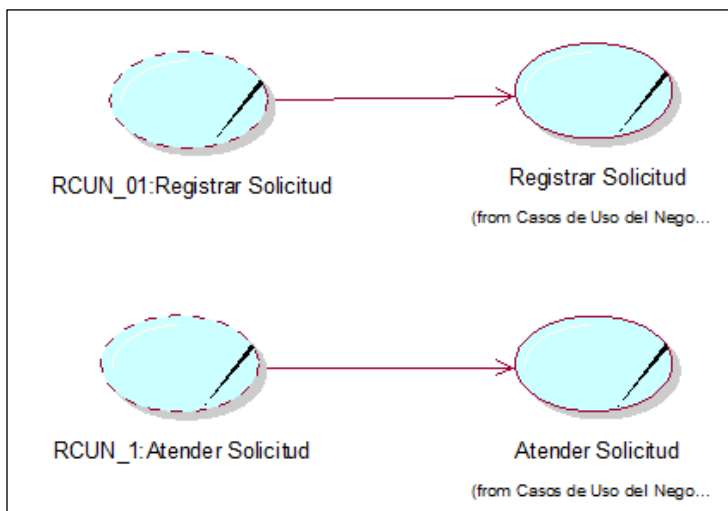 RCUN_01:Registrar Solicitud
Registrar Solicitud
(from Casos de Uso del Nego...
RCUN_1:Atender Solicitud
Atender Solicitud
(from Casos de Uso del Nego...